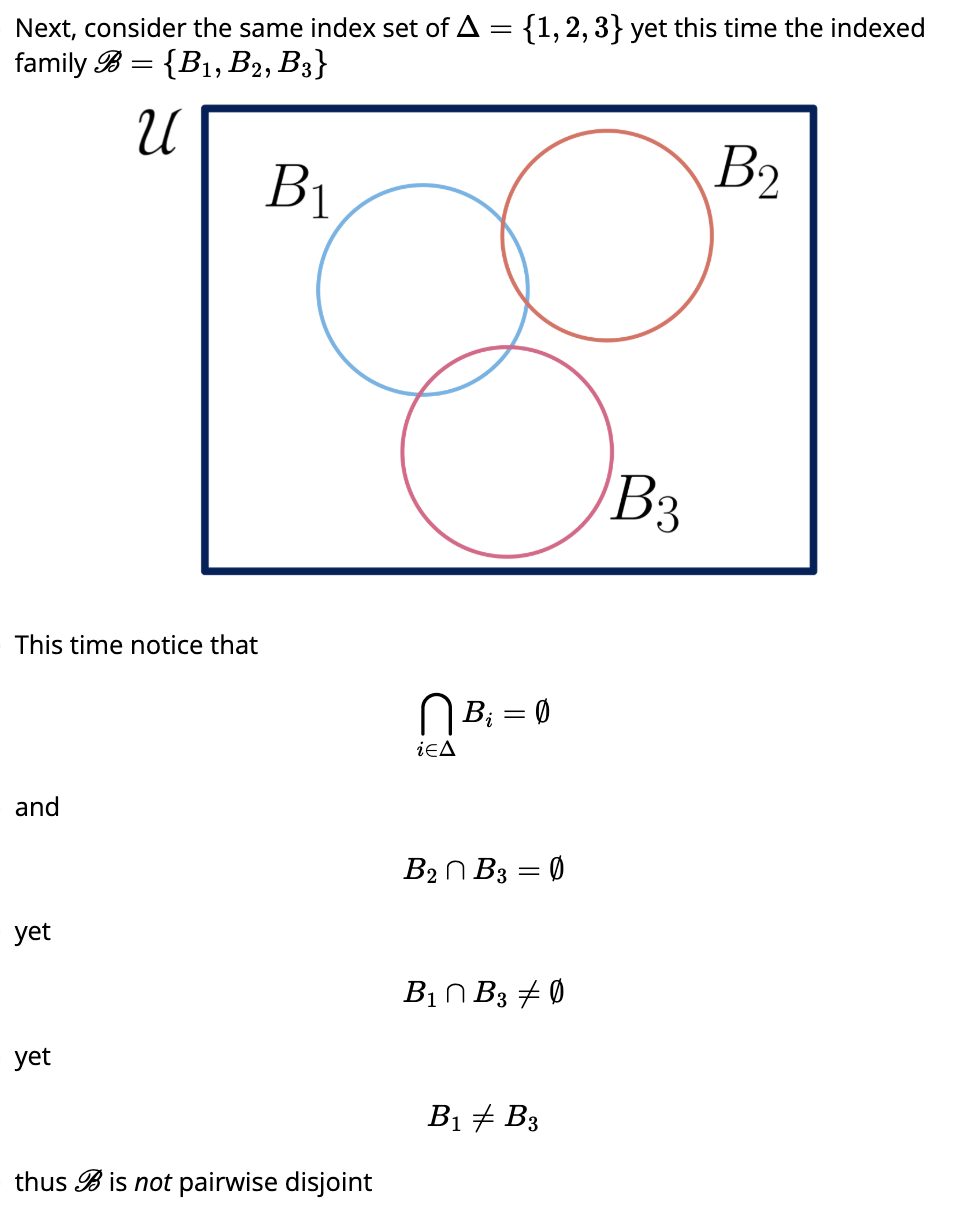 Next, consider the same index set of Δ = {1, 2, 3} yet this time the indexed
family ℬ = {B₁, B₂, B₃}
𝒰
B₂
B₁
B₃
This time notice that
⋂ Bᵢ = ∅
i∈Δ
and
B₂ ∩ B₃ = ∅
yet
B₁ ∩ B₃ ≠ ∅
yet
B₁ ≠ B₃
thus ℬ is not pairwise disjoint